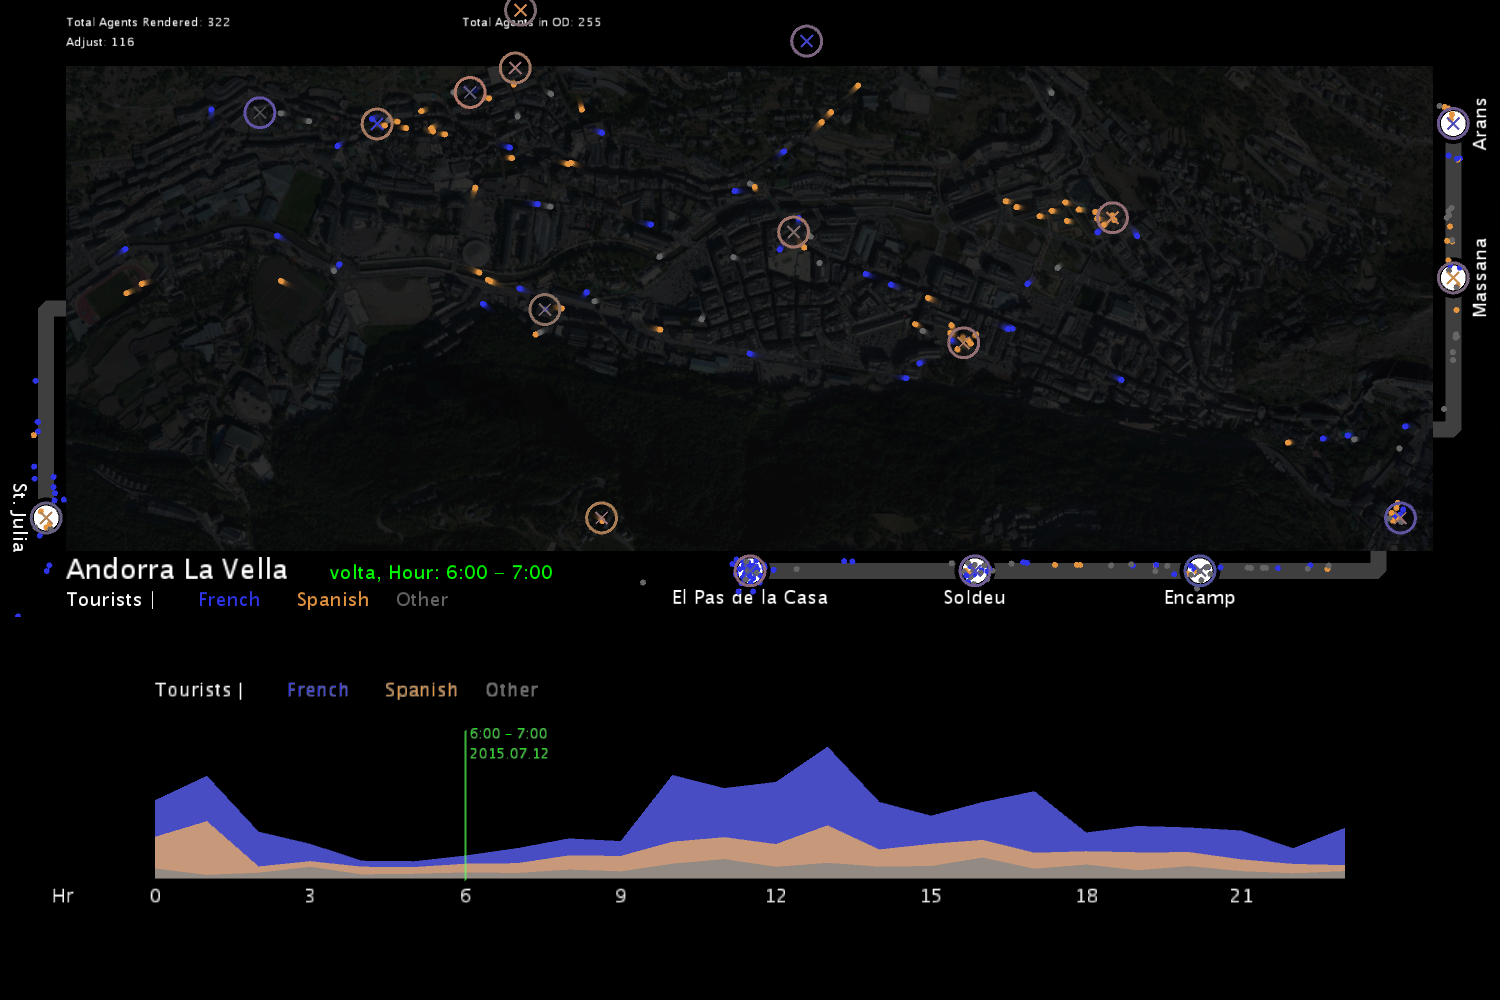 Total Agents Rendered: 322
Total Agents in OD: 255
Adjust: 116
Arans
Massana
St. Julia
Andorra La Vella
volta, Hour: 6:00 – 7:00
Tourists | French Spanish Other
El Pas de la Casa
Soldeu
Encamp
Tourists | French Spanish Other
6:00 – 7:00
2015.07.12
Hr 0 3 6 9 12 15 18 21